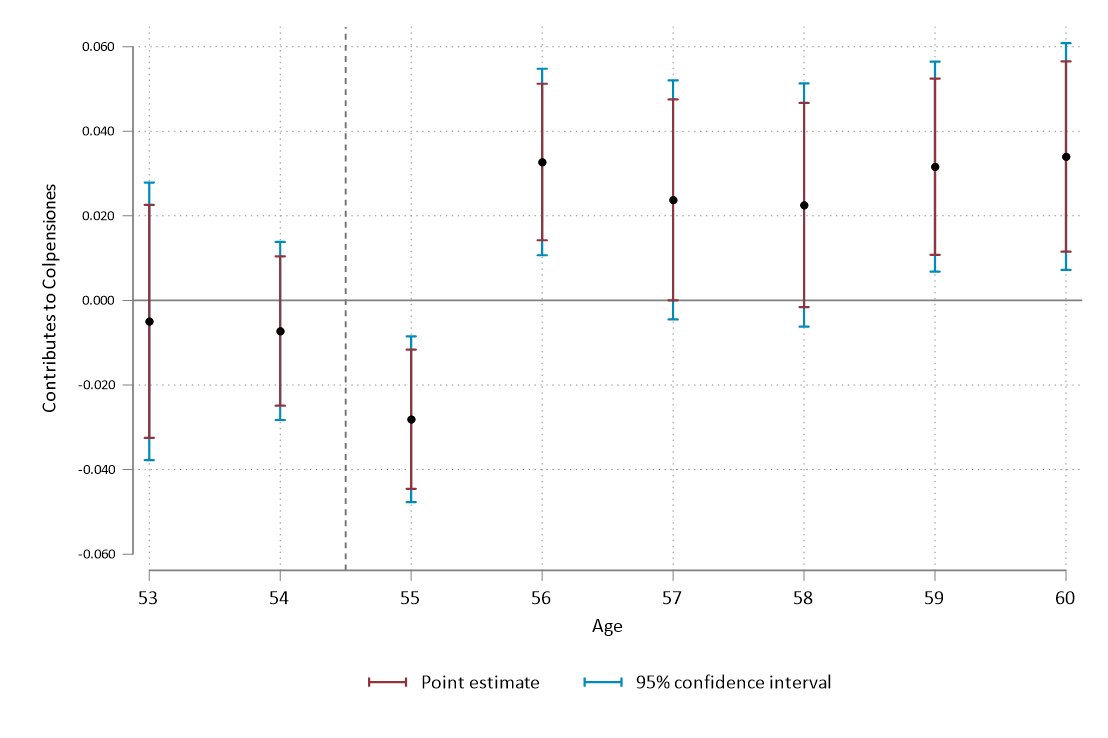 Contributes to Colpensiones
0.060
0.040
0.020
0.000
-0.020
-0.040
-0.060
53 54 55 56 57 58 59 60
Age
Point estimate 95% confidence interval